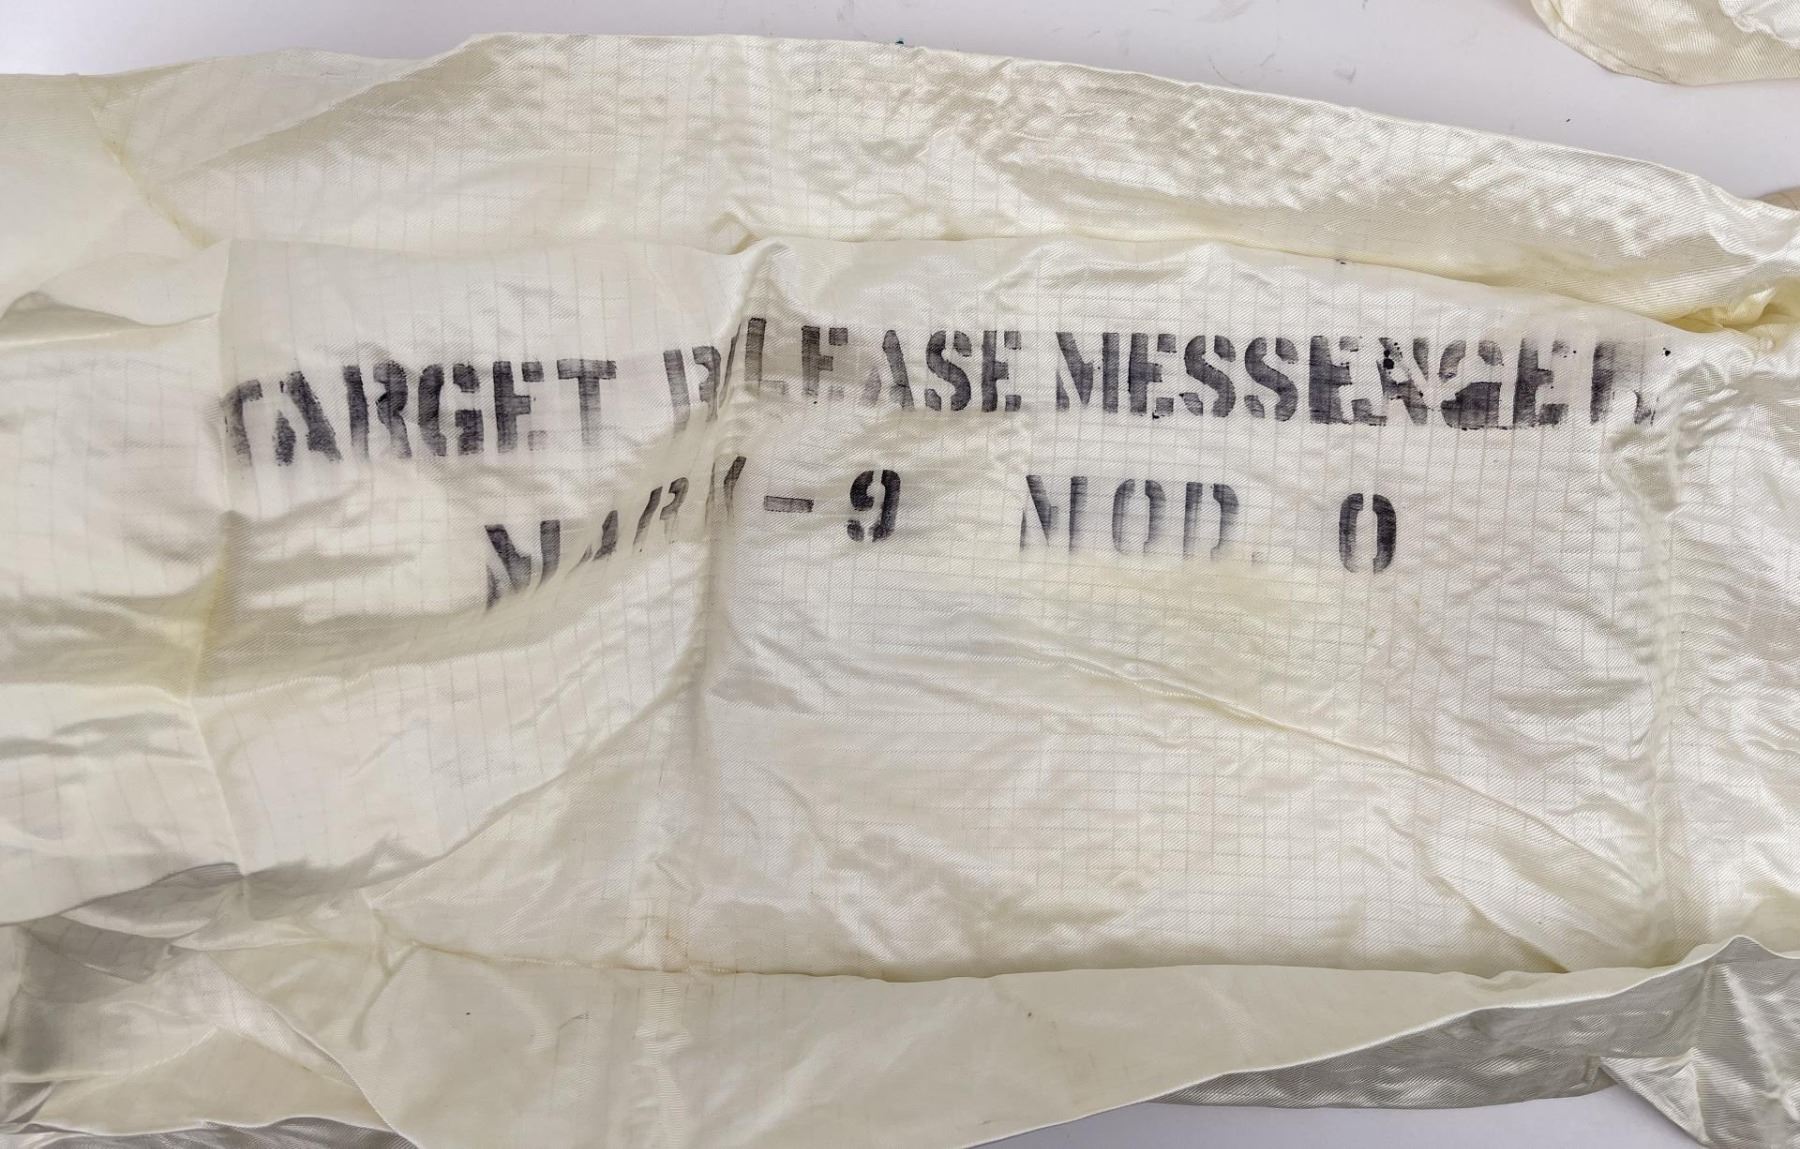 TARGET RELEASE MESSENGER
MARK-9 MOD. 0